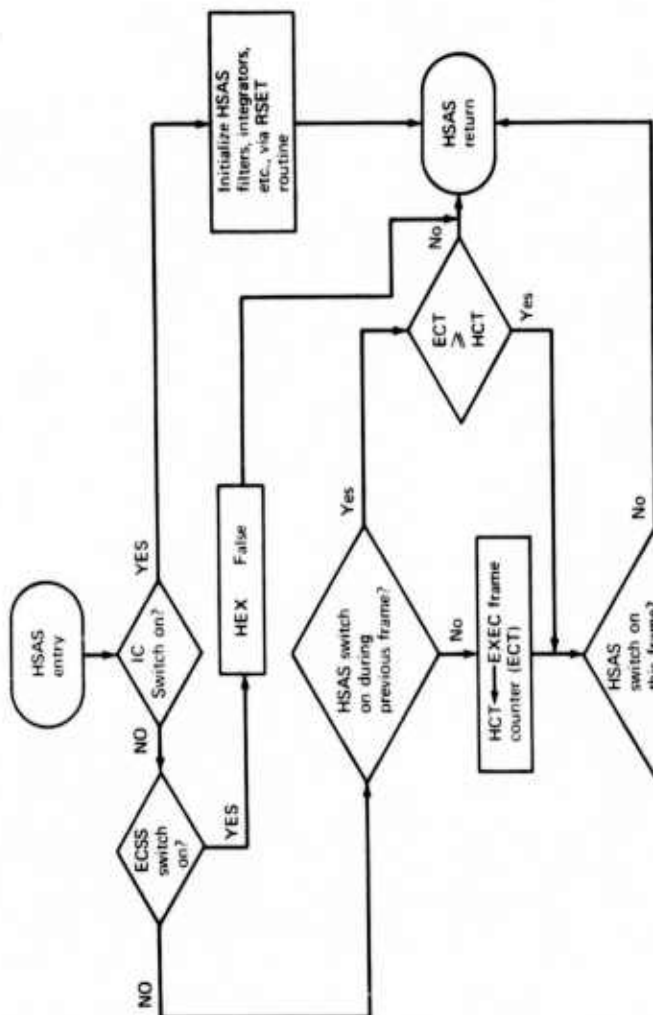 HSAS
entry
IC
Switch on?
YES
NO
ECSS
switch
on?
YES
NO
Initialize HSAS
filters, integrators,
etc., via RSET
routine
HEX False
HSAS
return
No
HSAS switch
on during
previous frame?
Yes
No
ECT
⩾
HCT
Yes
HCT ← EXEC frame
counter (ECT)
HSAS
switch on
this frame?
No